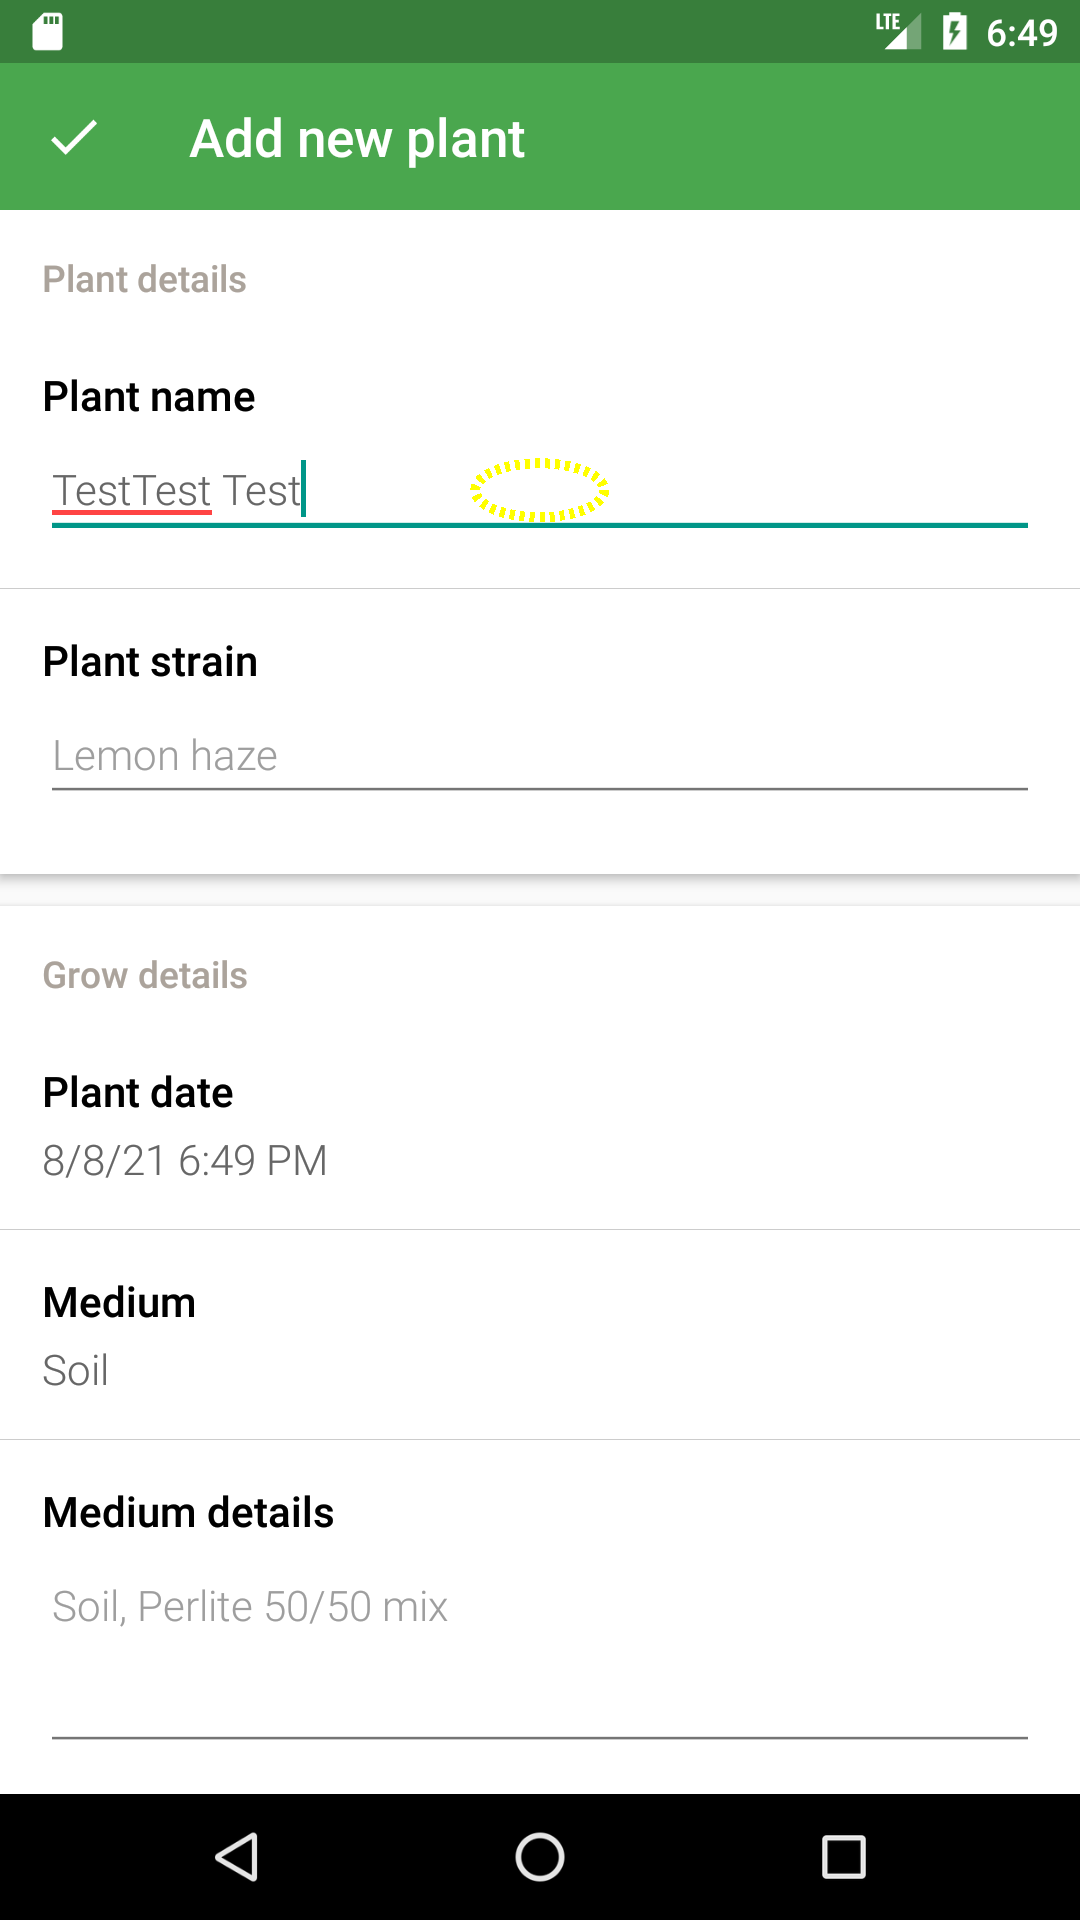 LTE 6:49
Add new plant
Plant details
Plant name
TestTest Test
Plant strain
Lemon haze
Grow details
Plant date
8/8/21 6:49 PM
Medium
Soil
Medium details
Soil, Perlite 50/50 mix